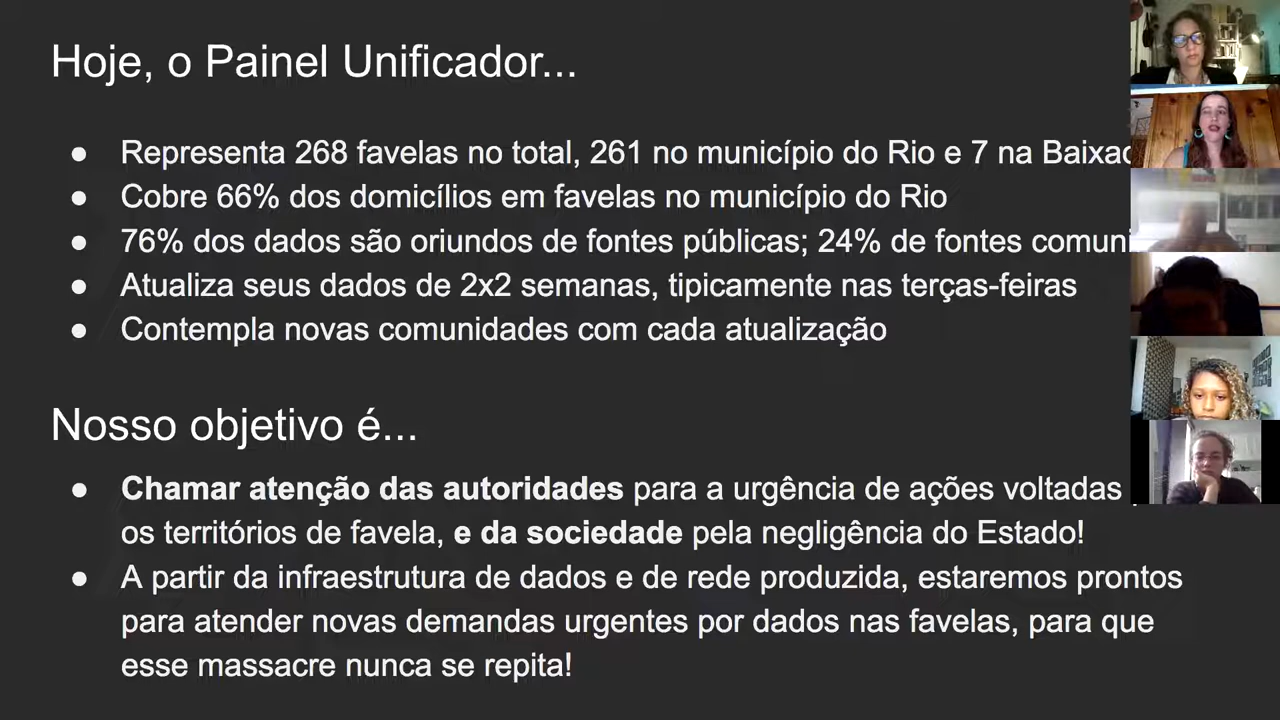 Hoje, o Painel Unificador...
● Representa 268 favelas no total, 261 no município do Rio e 7 na
● Cobre 66% dos domicílios em favelas no município do Rio
● 76% dos dados são oriundos de fontes públicas; 24% de fontes
● Atualiza seus dados de 2x2 semanas, tipicamente nas terças-feiras
● Contempla novas comunidades com cada atualização
Nosso objetivo é...
● Chamar atenção das autoridades para a urgência de ações voltadas
os territórios de favela, e da sociedade pela negligência do Estado!
● A partir da infraestrutura de dados e de rede produzida, estaremos prontos
para atender novas demandas urgentes por dados nas favelas, para que
esse massacre nunca se repita!